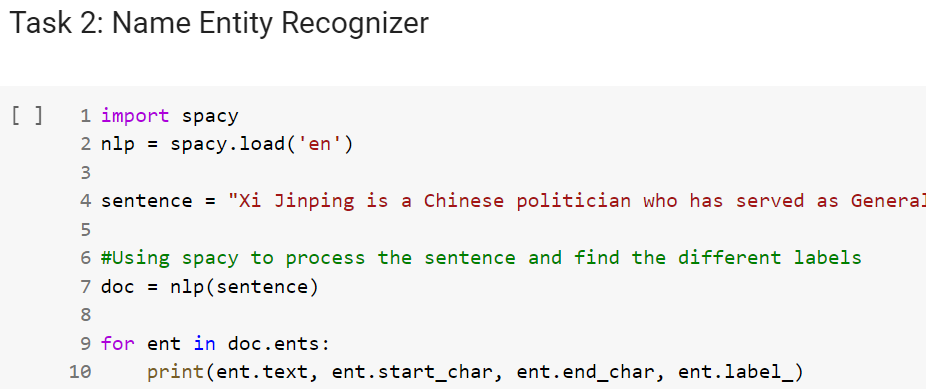 Task 2: Name Entity Recognizer
[ ] 1 import spacy
2 nlp = spacy.load('en')
3
4 sentence = "Xi Jinping is a Chinese politician who has served as General
5
6 #Using spacy to process the sentence and find the different labels
7 doc = nlp(sentence)
8
9 for ent in doc.ents:
10 print(ent.text, ent.start_char, ent.end_char, ent.label_)